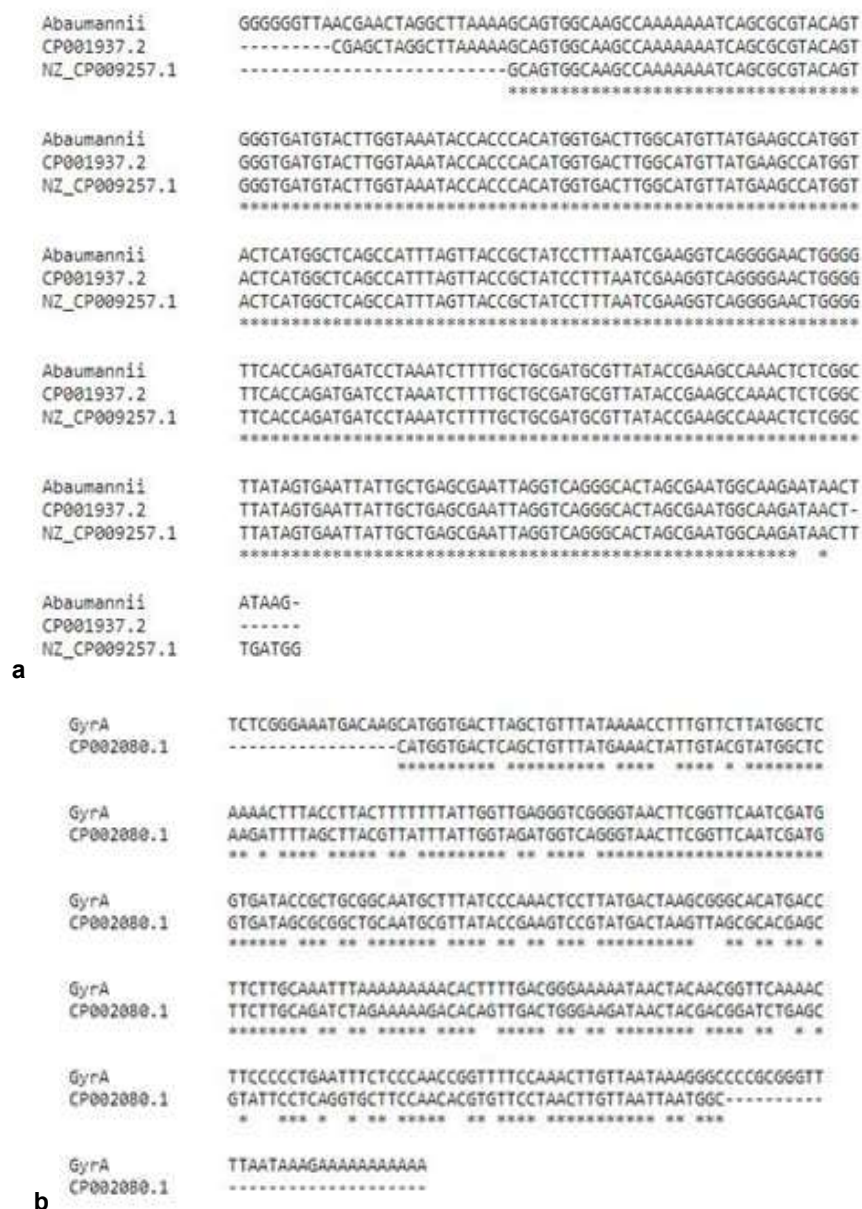 Abaumannii GGGGGGTTAACGAACTAGGCTTAAAAGCAGTGGCAAGCCAAAAAAATCAGCGCGTACAGT
CP001937.2 ---------CGAGCTAGGCTTAAAAAGCAGTGGCAAGCCAAAAAAATCAGCGCGTACAGT
NZ_CP009257.1 --------------------------GCAGTGGCAAGCCAAAAAAATCAGCGCGTACAGT
**********************************
Abaumannii GGGTGATGTACTTGGTAAATACCACCCACATGGTGACTTGGCATGTTATGAAGCCATGGT
CP001937.2 GGGTGATGTACTTGGTAAATACCACCCACATGGTGACTTGGCATGTTATGAAGCCATGGT
NZ_CP009257.1 GGGTGATGTACTTGGTAAATACCACCCACATGGTGACTTGGCATGTTATGAAGCCATGGT
************************************************************
Abaumannii ACTCATGGCTCAGCCATTTAGTTACCGCTATCCTTTAATCGAAGGTCAGGGGAACTGGGG
CP001937.2 ACTCATGGCTCAGCCATTTAGTTACCGCTATCCTTTAATCGAAGGTCAGGGGAACTGGGG
NZ_CP009257.1 ACTCATGGCTCAGCCATTTAGTTACCGCTATCCTTTAATCGAAGGTCAGGGGAACTGGGG
************************************************************
Abaumannii TTCACCAGATGATCCTAAATCTTTTGCTGCGATGCGTTATACCGAAGCCAAACTCTCGGC
CP001937.2 TTCACCAGATGATCCTAAATCTTTTGCTGCGATGCGTTATACCGAAGCCAAACTCTCGGC
NZ_CP009257.1 TTCACCAGATGATCCTAAATCTTTTGCTGCGATGCGTTATACCGAAGCCAAACTCTCGGC
************************************************************
Abaumannii TTATAGTGAATTATTGCTGAGCGAATTAGGTCAGGGCACTAGCGAATGGCAAGAATAACT
CP001937.2 TTATAGTGAATTATTGCTGAGCGAATTAGGTCAGGGCACTAGCGAATGGCAAGATAACT-
NZ_CP009257.1 TTATAGTGAATTATTGCTGAGCGAATTAGGTCAGGGCACTAGCGAATGGCAAGATAACTT
****************************************************** *
Abaumannii ATAAG-
CP001937.2 ------
NZ_CP009257.1 TGATGG
a
GyrA TCTCGGGAAATGACAAGCATGGTGACTTAGCTGTTTATAAAACCTTTGTTCTTATGGCTC
CP002080.1 -----------------CATGGTGACTCAGCTGTTTATGAAACTATTGTACGTATGGCTC
********** ********** **** **** * ********
GyrA AAAACTTTACCTTACTTTTTTTATTGGTTGAGGGTCGGGGTAACTTCGGTTCAATCGATG
CP002080.1 AAGATTTTAGCTTACGTTATTTATTGGTAGATGGTCAGGGTAACTTCGGTTCAATCGATG
** * **** ***** ** ********* ** **** ***********************
GyrA GTGATACCGCTGCGGCAATGCTTTATCCCAAACTCCTTATGACTAAGCGGGCACATGACC
CP002080.1 GTGATAGCGCGGCTGCAATGCGTTATACCGAAGTCCGTATGACTAAGTTAGCGCACGAGC
****** *** ** ******* **** ** ** *** ********** ** ** ** *
GyrA TTCTTGCAAATTTAAAAAAAAACACTTTTGACGGGAAAAATAACTACAACGGTTCAAAAC
CP002080.1 TTCTTGCAGATCTAGAAAAAGACACAGTTGACTGGGAAGATAACTACGACGGATCTGAGC
******** ** ** ***** **** ***** ** ** ******** **** ** * *
GyrA TTCCCCCTGAATTTCTCCCAACCGGTTTTCCAAACTTGTTAATAAAGGGCCCCGCGGGTT
CP002080.1 GTATTCCTCAGGTGCTTCCAACACGTGTTCCTAACTTGTTAATTAATGGC----------
* *** * * ** ***** ** **** *********** ** ***
GyrA TTAATAAAGAAAAAAAAAAA
CP002080.1 --------------------
b